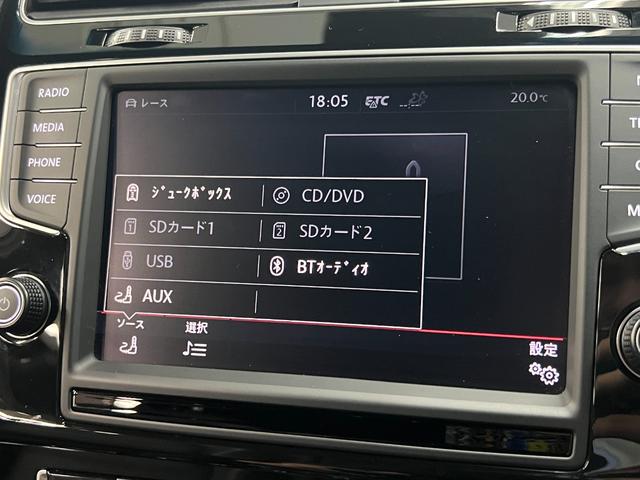 RADIO
MEDIA
PHONE
VOICE
レース 18:05 ETC 20.0℃
ジュークボックス CD/DVD
SDカード1 SDカード2
USB BTオーディオ
AUX
ソース 選択 設定